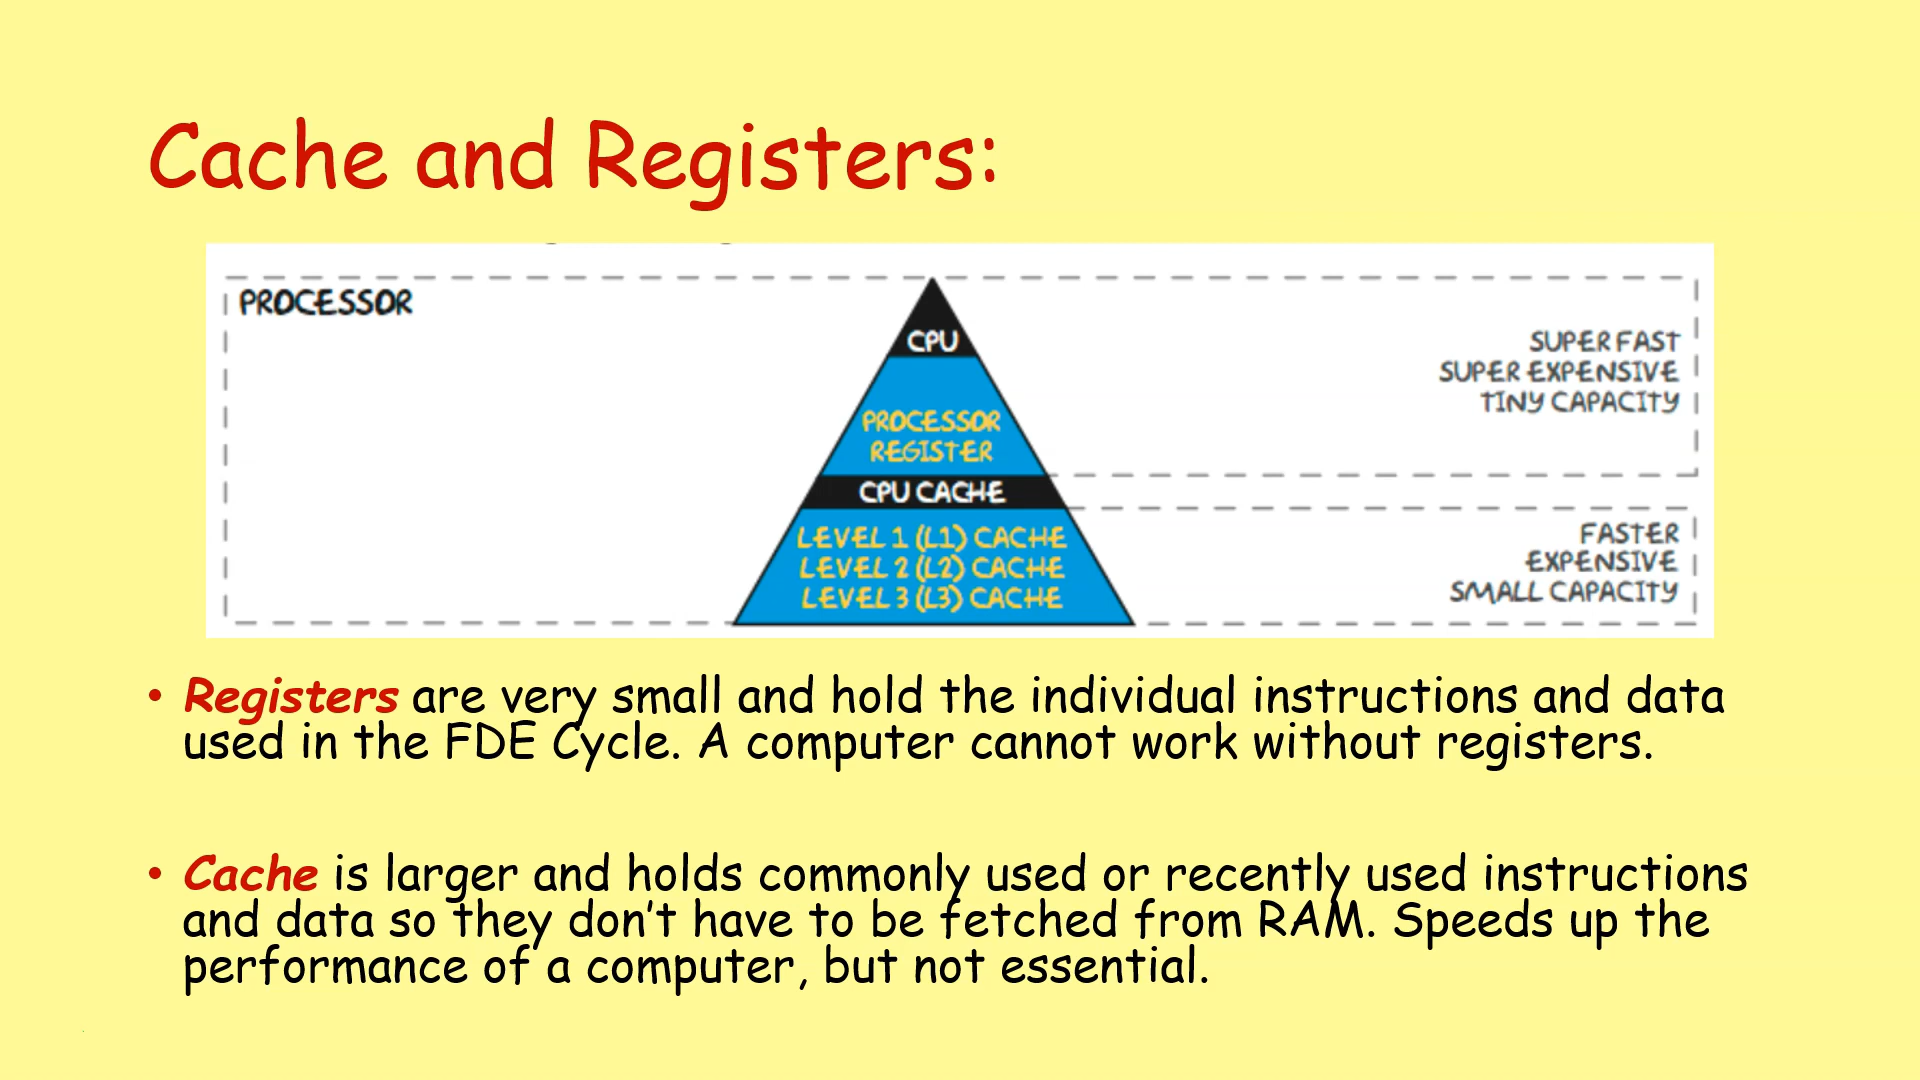 Cache and Registers:
PROCESSOR
CPU
PROCESSOR
REGISTER
CPU CACHE
LEVEL 1 (L1) CACHE
LEVEL 2 (L2) CACHE
LEVEL 3 (L3) CACHE
SUPER FAST
SUPER EXPENSIVE
TINY CAPACITY
FASTER
EXPENSIVE
SMALL CAPACITY
• Registers are very small and hold the individual instructions and data
used in the FDE Cycle. A computer cannot work without registers.
• Cache is larger and holds commonly used or recently used instructions
and data so they don't have to be fetched from RAM. Speeds up the
performance of a computer, but not essential.